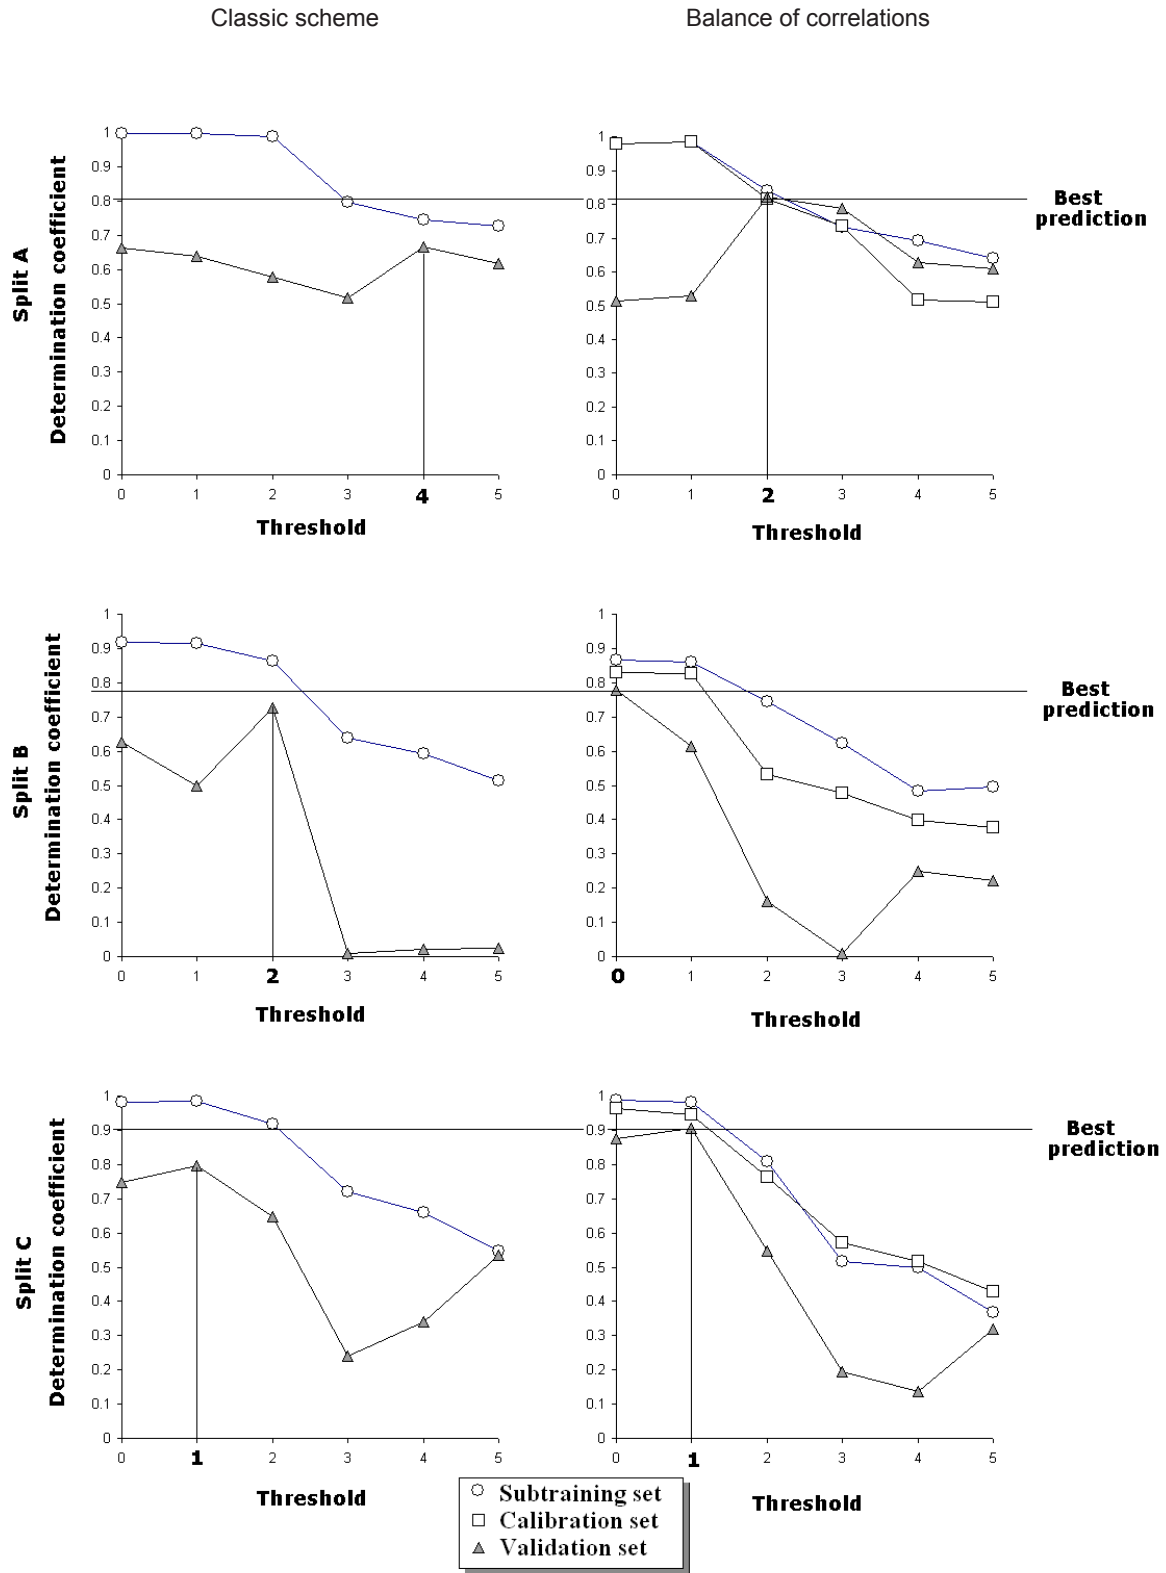 Classic scheme
Balance of correlations
Split A
Determination coefficient
1
0.9
0.8
0.7
0.6
0.5
0.4
0.3
0.2
0.1
0
0 1 2 3 4 5
Threshold
1
0.9
0.8
0.7
0.6
0.5
0.4
0.3
0.2
0.1
0
0 1 2 3 4 5
Threshold
Best
prediction
Split B
Determination coefficient
1
0.9
0.8
0.7
0.6
0.5
0.4
0.3
0.2
0.1
0
0 1 2 3 4 5
Threshold
1
0.9
0.8
0.7
0.6
0.5
0.4
0.3
0.2
0.1
0
0 1 2 3 4 5
Threshold
Best
prediction
Split C
Determination coefficient
1
0.9
0.8
0.7
0.6
0.5
0.4
0.3
0.2
0.1
0
0 1 2 3 4 5
Threshold
1
0.9
0.8
0.7
0.6
0.5
0.4
0.3
0.2
0.1
0
0 1 2 3 4 5
Threshold
Best
prediction
Subtraining set
Calibration set
Validation set